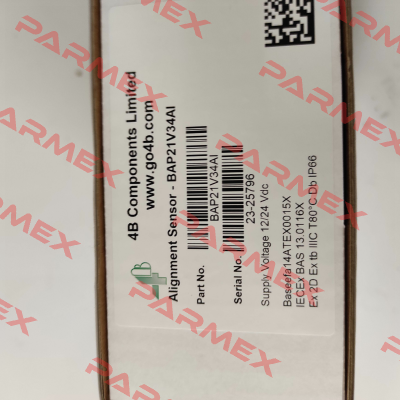 4B Components Limited
www.go4b.com
Alignment Sensor - BAP21V34AI
Part No. BAP21V34AI
Serial No. 23-25796
Supply Voltage 12/24 Vdc
Baseefa14ATEX0015X
IECEx BAS 13.0116X
Ex 2D Ex tb IIIC T80°C Db IP66
4B
PARMEX
PARMEX
PARMEX
PARMEX
PARMEX
PARMEX